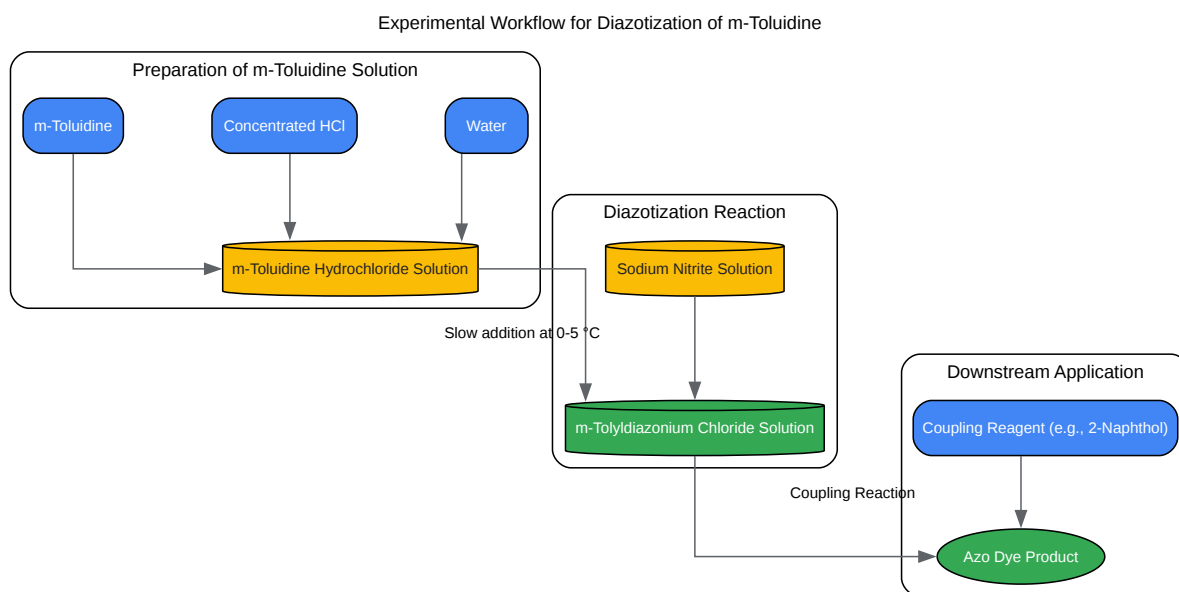 Experimental Workflow for Diazotization of m-Toluidine
Preparation of m-Toluidine Solution
m-Toluidine
Concentrated HCl
Water
m-Toluidine Hydrochloride Solution
Diazotization Reaction
Sodium Nitrite Solution
Slow addition at 0-5 °C
m-Tolyldiazonium Chloride Solution
Downstream Application
Coupling Reagent (e.g., 2-Naphthol)
Coupling Reaction
Azo Dye Product